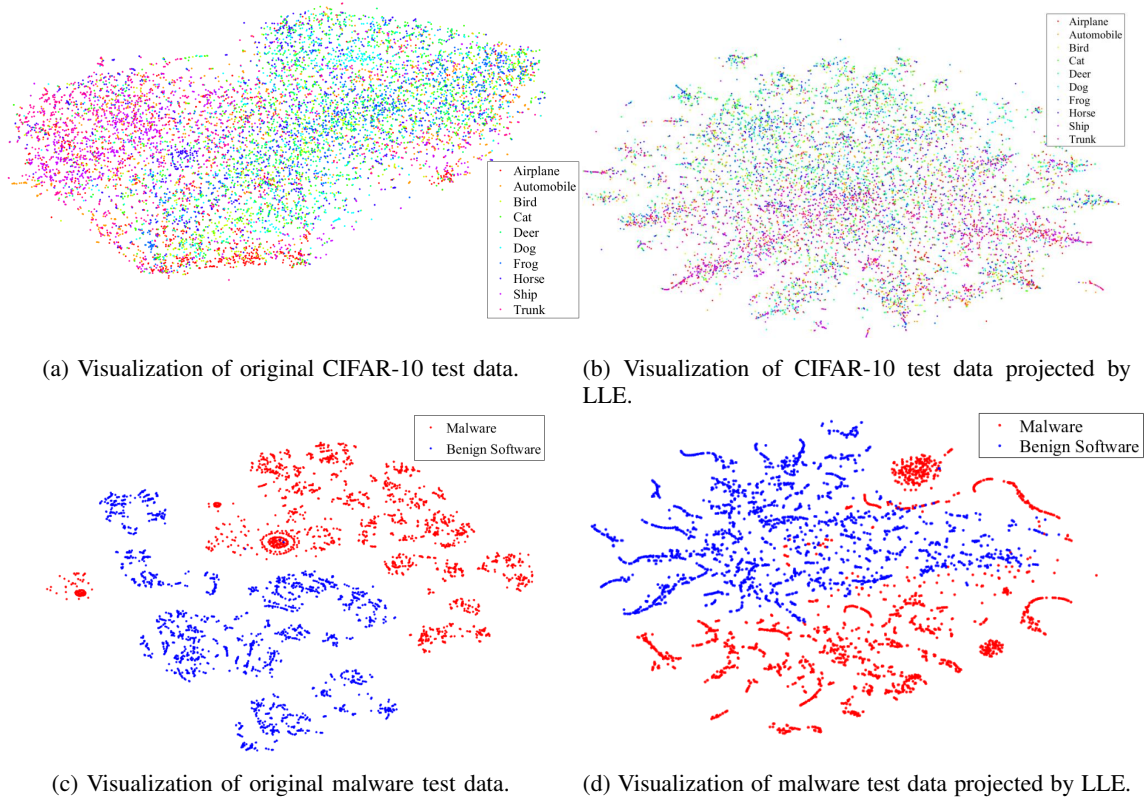 Airplane
Automobile
Bird
Cat
Deer
Dog
Frog
Horse
Ship
Trunk
Airplane
Automobile
Bird
Cat
Deer
Dog
Frog
Horse
Ship
Trunk
(a) Visualization of original CIFAR-10 test data.
(b) Visualization of CIFAR-10 test data projected by
LLE.
Malware
Benign Software
Malware
Benign Software
(c) Visualization of original malware test data.
(d) Visualization of malware test data projected by LLE.